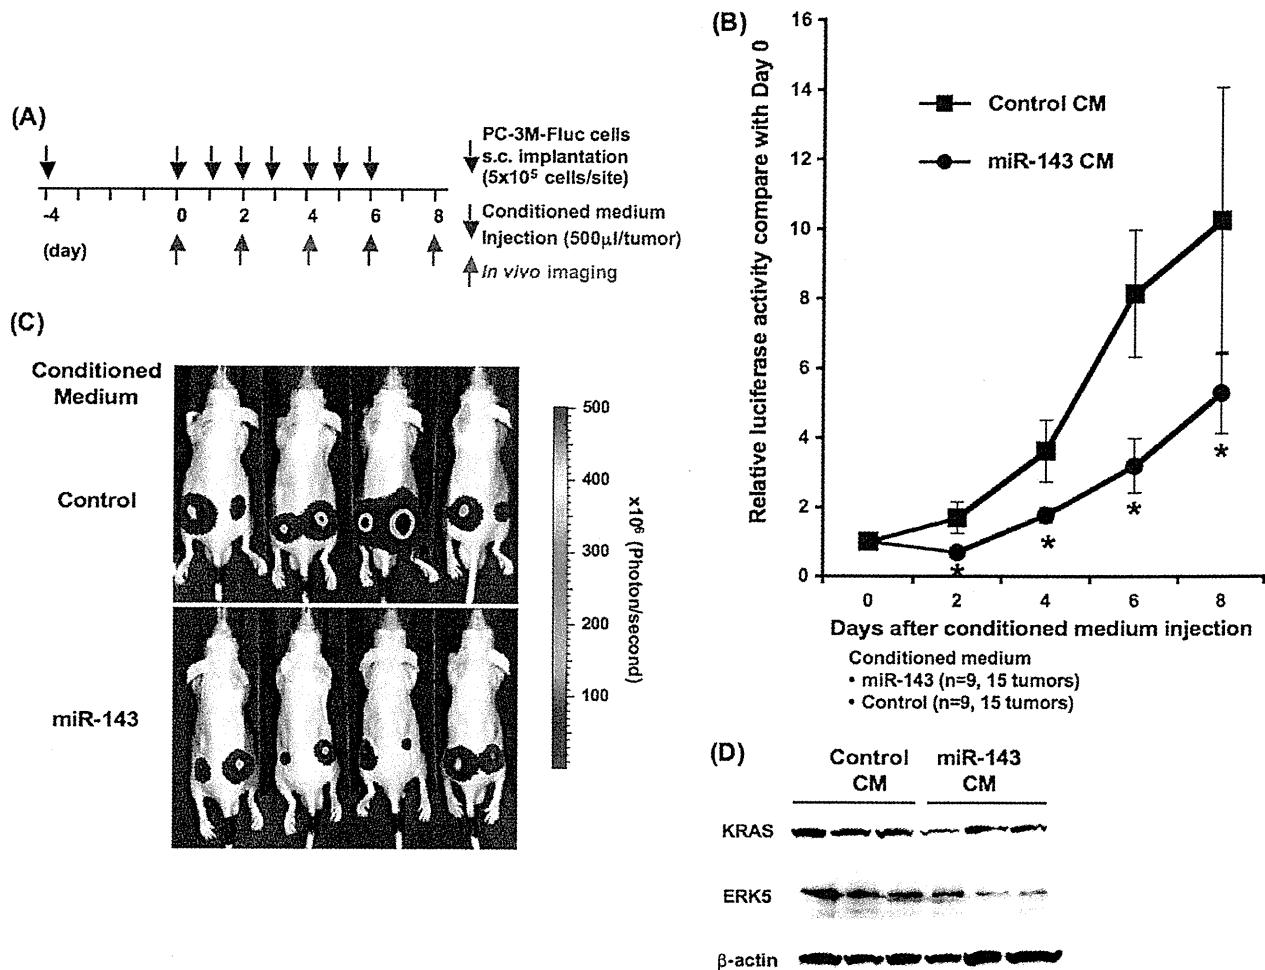 (A)
PC-3M-Fluc cells
s.c. implantation
(5x10⁵ cells/site)
-4 0 2 4 6 8
(day)
Conditioned medium
Injection (500μl/tumor)
In vivo imaging
(B)
Relative luciferase activity compare with Day 0
16
14
12
10
8
6
4
2
0
Control CM
miR-143 CM
*
*
*
*
0 2 4 6 8
Days after conditioned medium injection
Conditioned medium
• miR-143 (n=9, 15 tumors)
• Control (n=9, 15 tumors)
(C)
Conditioned
Medium
Control
miR-143
500
400
300
200
100
x10⁶ (Photon/second)
(D)
Control
CM
miR-143
CM
KRAS
ERK5
β-actin